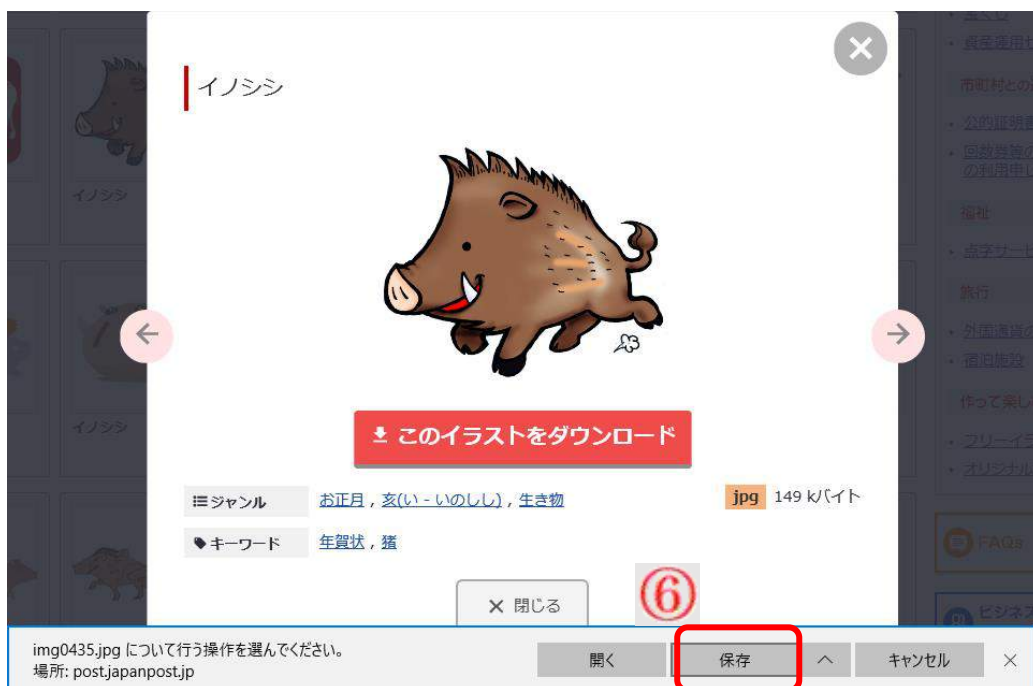 イノシシ
イノシシ
イノシシ
このイラストをダウンロード
ジャンル
お正月 , 亥(い - いのしし) , 生き物
jpg 149 kバイト
キーワード
年賀状 , 猪
× 閉じる
⑥
市町村との
・公的証明書
の利用申し
福祉
・点字サービ
旅行
・外国通貨の
・宿泊施設
作って楽し
・フリーイラ
・オリジナル
FAQs
ビジネス
img0435.jpg について行う操作を選んでください。
場所: post.japanpost.jp
開く
保存
キャンセル